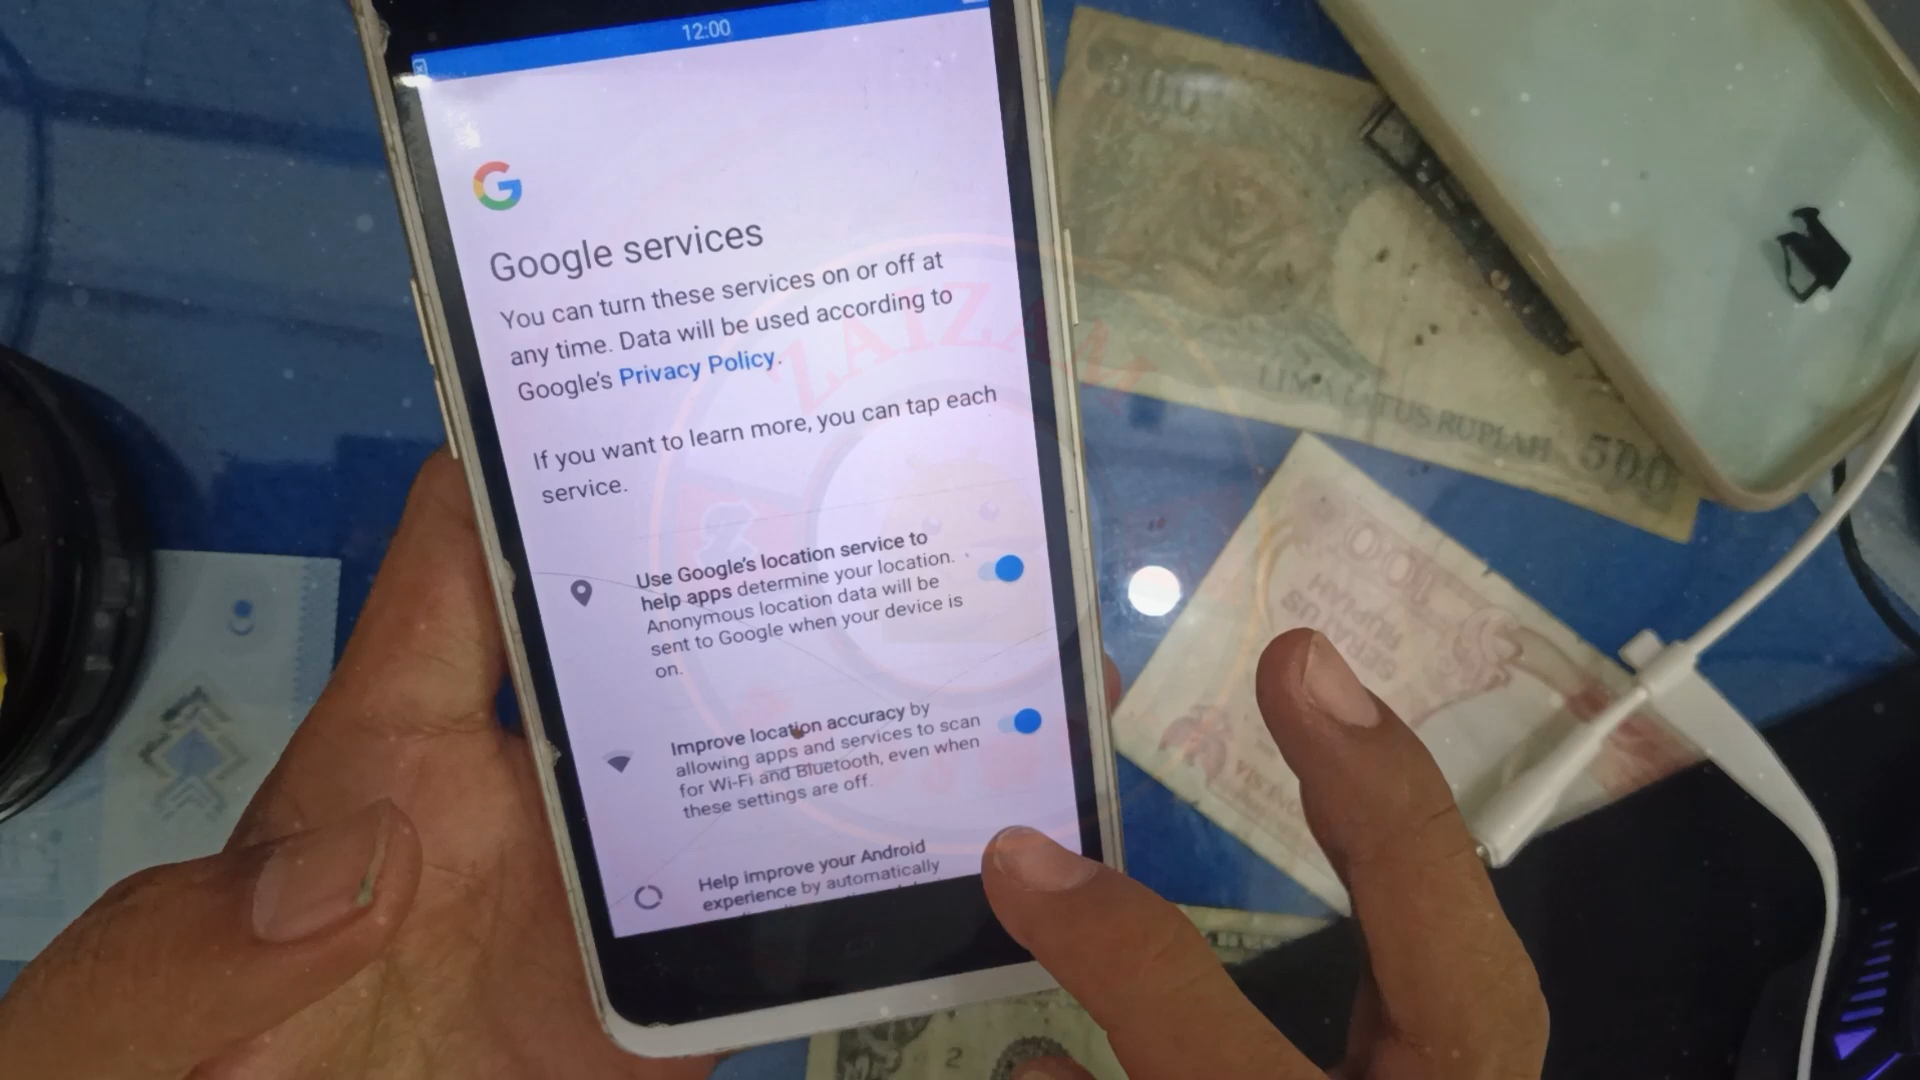 12:00
Google services
You can turn these services on or off at
any time. Data will be used according to
Google's Privacy Policy.
If you want to learn more, you can tap each
service.
Use Google's location service to
help apps determine your location.
Anonymous location data will be
sent to Google when your device is
on.
Improve location accuracy by
allowing apps and services to scan
for Wi-Fi and Bluetooth, even when
these settings are off.
Help improve your Android
experience by automatically
ZAIZAM
500
LIMA RATUS RUPIAH 500
100
SERATUS
RUPIAH
2